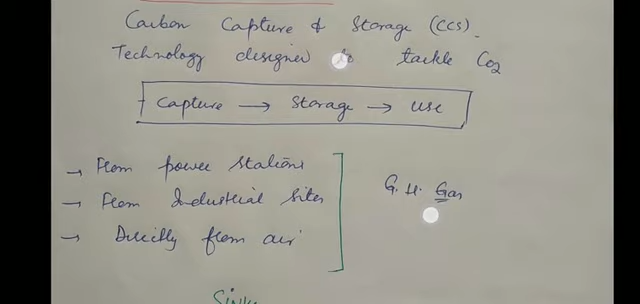 Carbon Capture & Storage (CCS).
Technology designed to tackle CO2
Capture → Storage → Use
→ From power stations
→ From Industrial sites
→ Directly from air
G. H. Gas
Sink